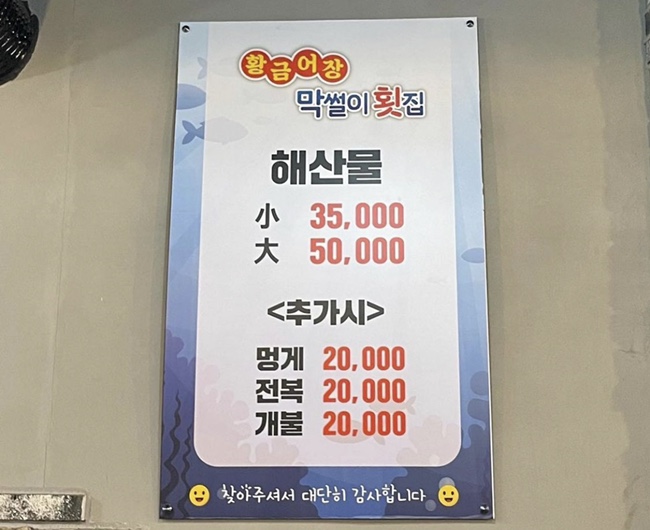 황금어장
막썰이횟집
해산물
小 35,000
大 50,000
<추가시>
멍게 20,000
전복 20,000
개불 20,000
찾아주셔서 대단히 감사합니다